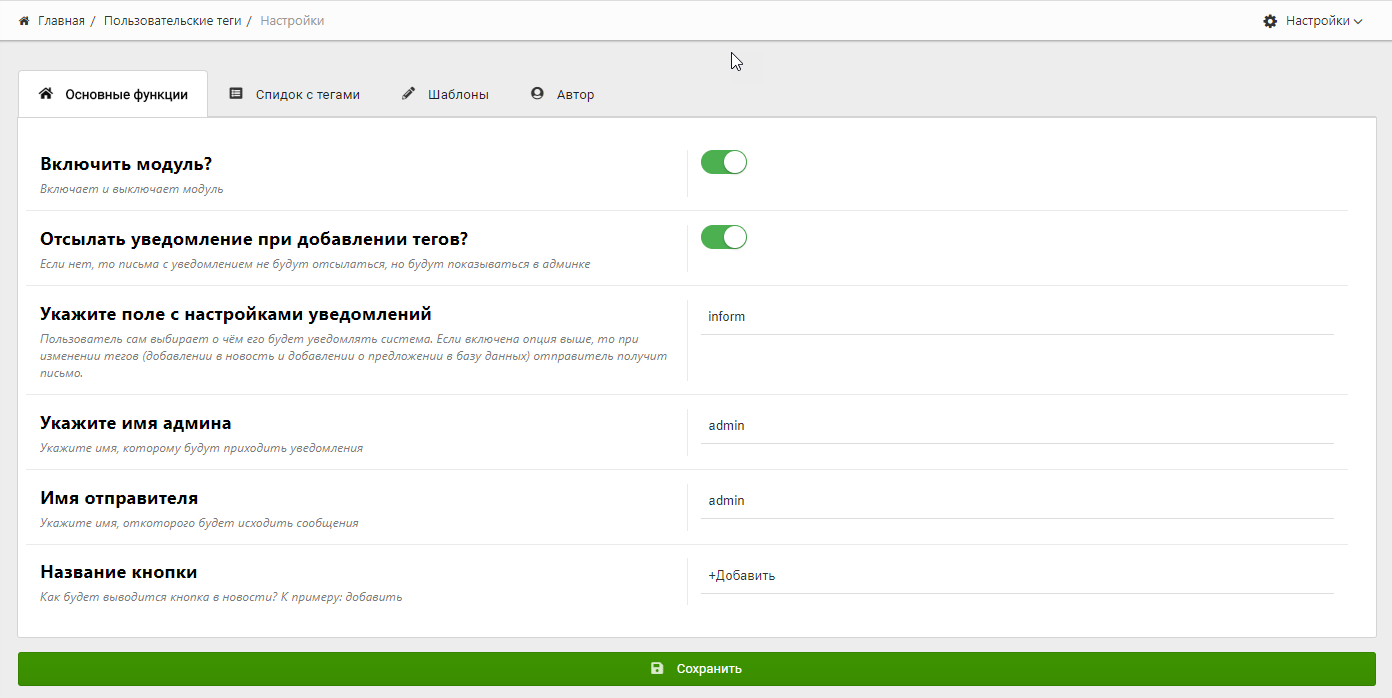 Главная / Пользовательские теги / Настройки
Настройки
Основные функции
Спидок с тегами
Шаблоны
Автор
Включить модуль?
Включает и выключает модуль
Отсылать уведомление при добавлении тегов?
Если нет, то письма с уведомлением не будут отсылаться, но будут показываться в админке
Укажите поле с настройками уведомлений
inform
Пользователь сам выбирает о чём его будет уведомлять система. Если включена опция выше, то при
изменении тегов (добавлении в новость и добавлении о предложении в базу данных) отправитель получит
письмо.
Укажите имя админа
admin
Укажите имя, которому будут приходить уведомления
Имя отправителя
admin
Укажите имя, откоторого будет исходить сообщения
Название кнопки
+Добавить
Как будет выводится кнопка в новости? К примеру: добавить
Сохранить